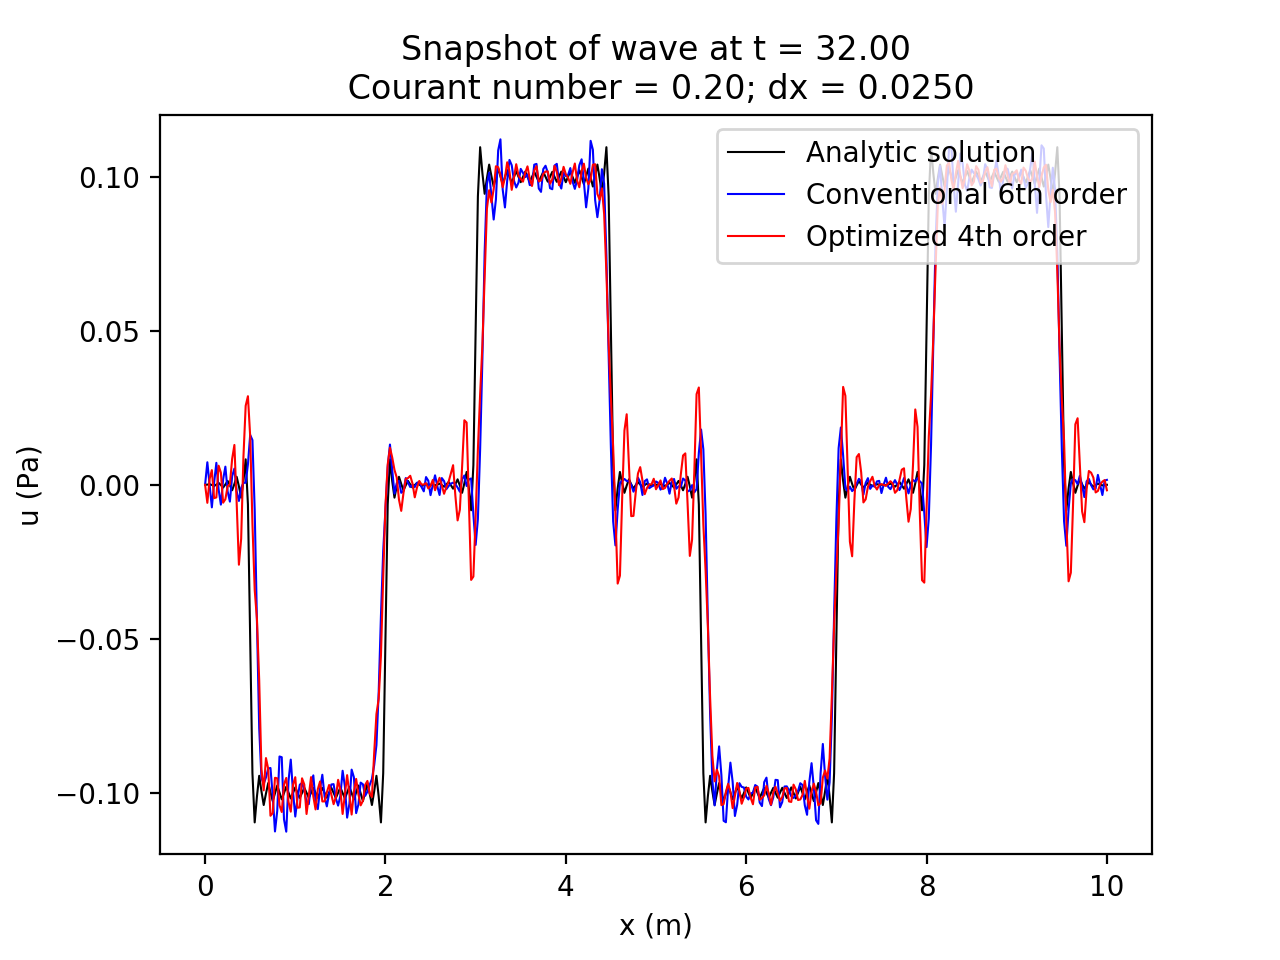 Snapshot of wave at t = 32.00
Courant number = 0.20; dx = 0.0250
Analytic solution
Conventional 6th order
Optimized 4th order
u (Pa)
0.10
0.05
0.00
−0.05
−0.10
0 2 4 6 8 10
x (m)